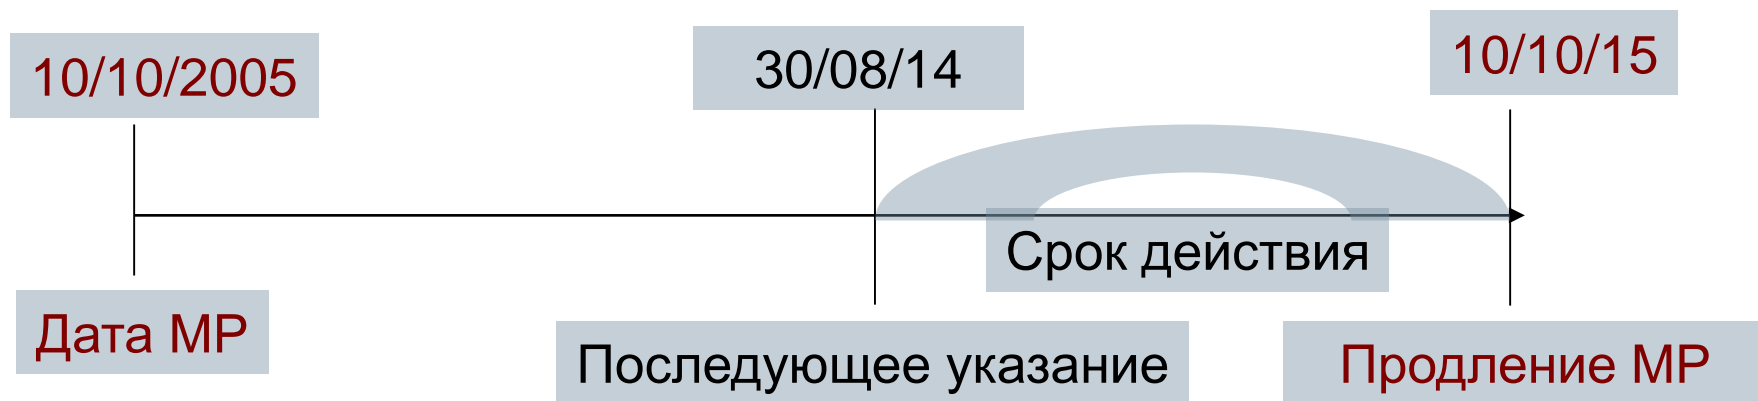 10/10/2005
30/08/14
10/10/15
Срок действия
Дата МР
Последующее указание
Продление МР